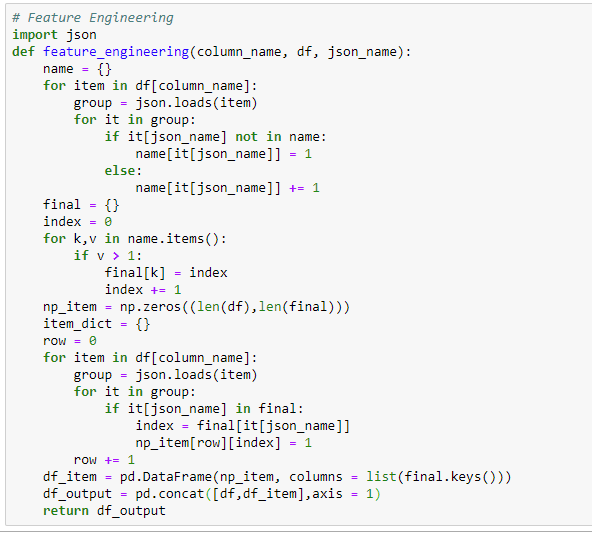 # Feature Engineering
import json
def feature_engineering(column_name, df, json_name):
    name = {}
    for item in df[column_name]:
        group = json.loads(item)
        for it in group:
            if it[json_name] not in name:
                name[it[json_name]] = 1
            else:
                name[it[json_name]] += 1
    final = {}
    index = 0
    for k,v in name.items():
        if v > 1:
            final[k] = index
            index += 1
    np_item = np.zeros((len(df),len(final)))
    item_dict = {}
    row = 0
    for item in df[column_name]:
        group = json.loads(item)
        for it in group:
            if it[json_name] in final:
                index = final[it[json_name]]
                np_item[row][index] = 1
        row += 1
    df_item = pd.DataFrame(np_item, columns = list(final.keys()))
    df_output = pd.concat([df,df_item],axis = 1)
    return df_output